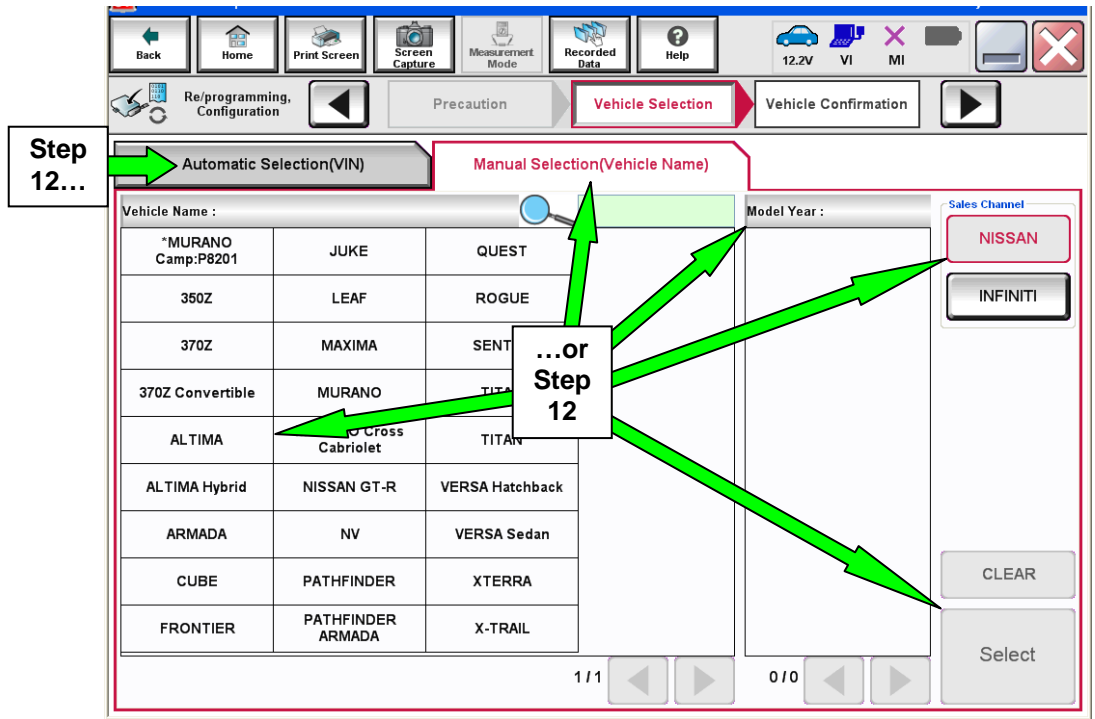 Back
Home
Print Screen
Screen
Capture
Measurement
Mode
Recorded
Data
Help
12.2V
VI
MI
Re/programming,
Configuration
Precaution
Vehicle Selection
Vehicle Confirmation
Step
12…
Automatic Selection(VIN)
Manual Selection(Vehicle Name)
Vehicle Name :
Model Year :
Sales Channel
*MURANO
Camp:P8201
JUKE
QUEST
NISSAN
350Z
LEAF
ROGUE
INFINITI
370Z
MAXIMA
…or
Step
12
370Z Convertible
MURANO
ALTIMA
Cross
Cabriolet
TITAN
ALTIMA Hybrid
NISSAN GT-R
VERSA Hatchback
ARMADA
NV
VERSA Sedan
CUBE
PATHFINDER
XTERRA
CLEAR
FRONTIER
PATHFINDER
ARMADA
X-TRAIL
Select
1/1
0/0